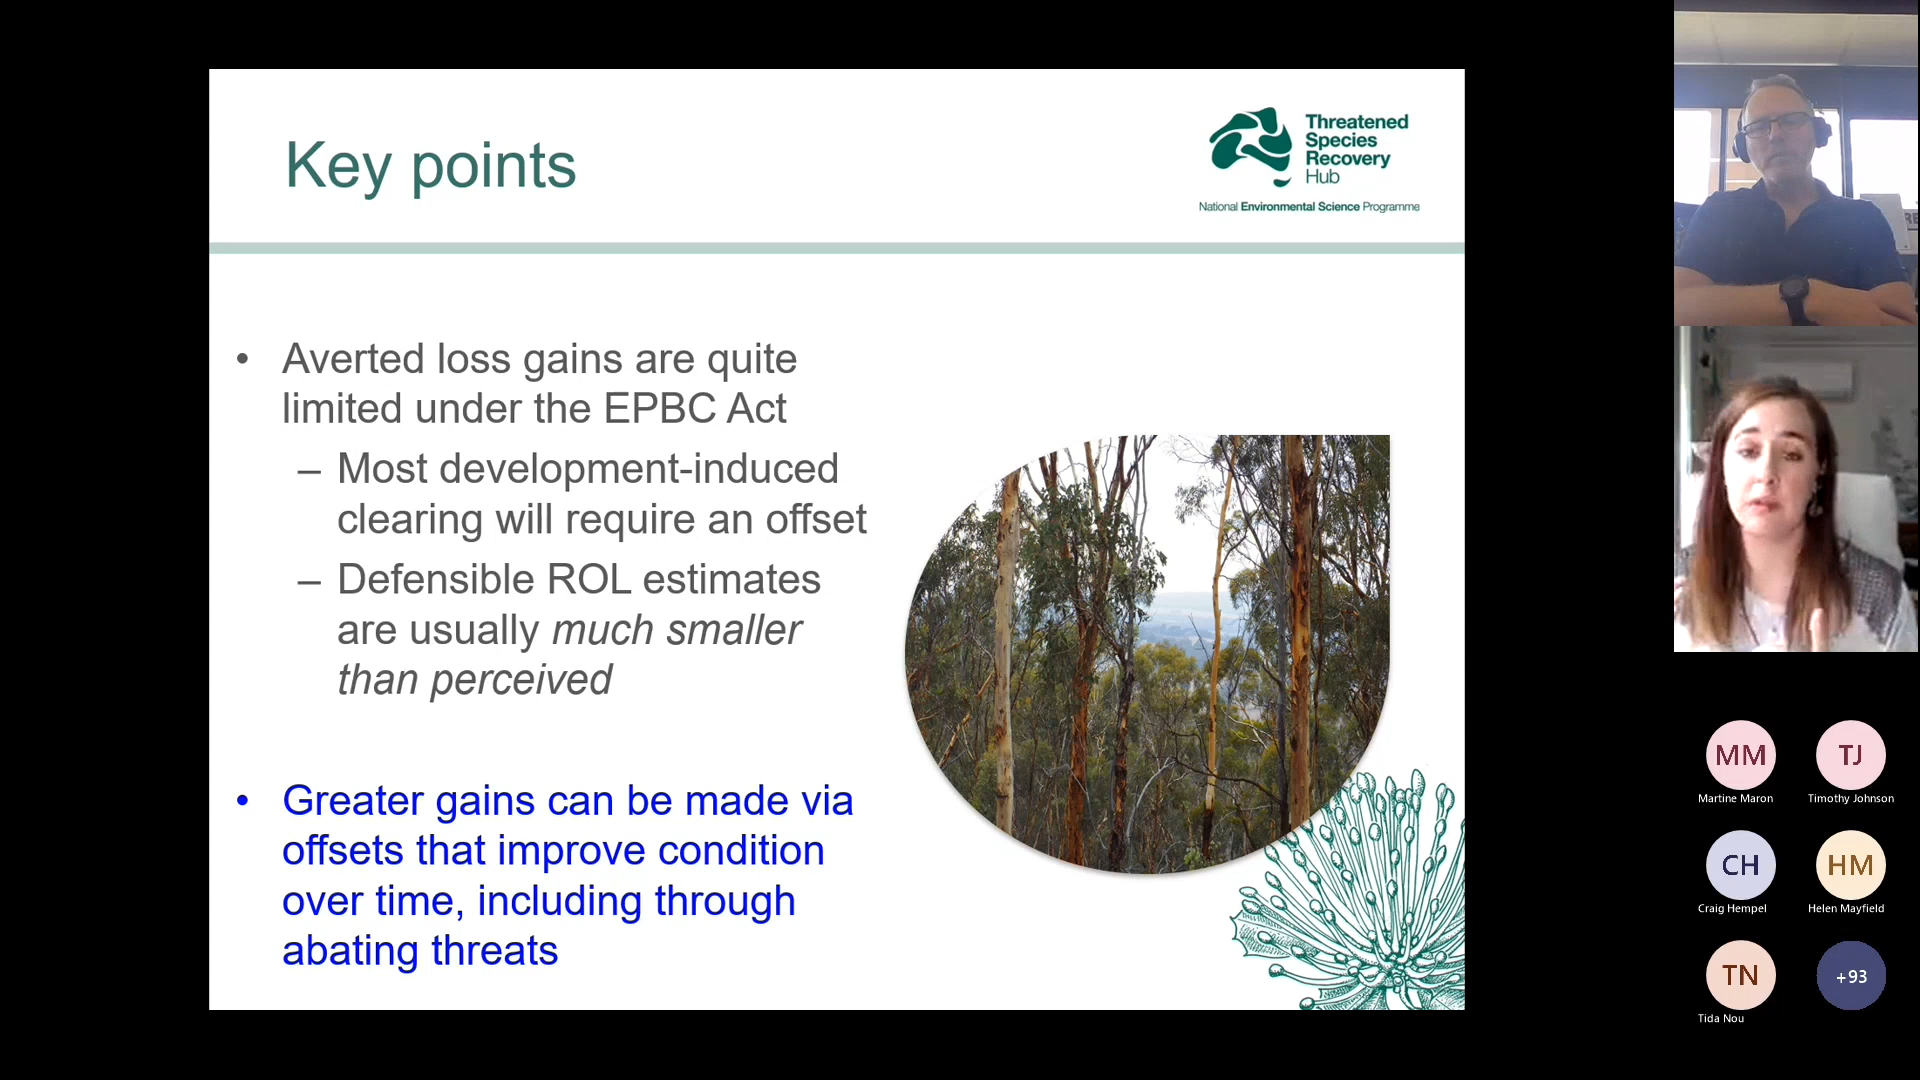 Key points
Threatened
Species
Recovery
Hub
National Environmental Science Programme
• Averted loss gains are quite
limited under the EPBC Act
– Most development-induced
clearing will require an offset
– Defensible ROL estimates
are usually much smaller
than perceived
• Greater gains can be made via
offsets that improve condition
over time, including through
abating threats
MM
Martine Maron
TJ
Timothy Johnson
CH
Craig Hempel
HM
Helen Mayfield
TN
Tida Nou
+93